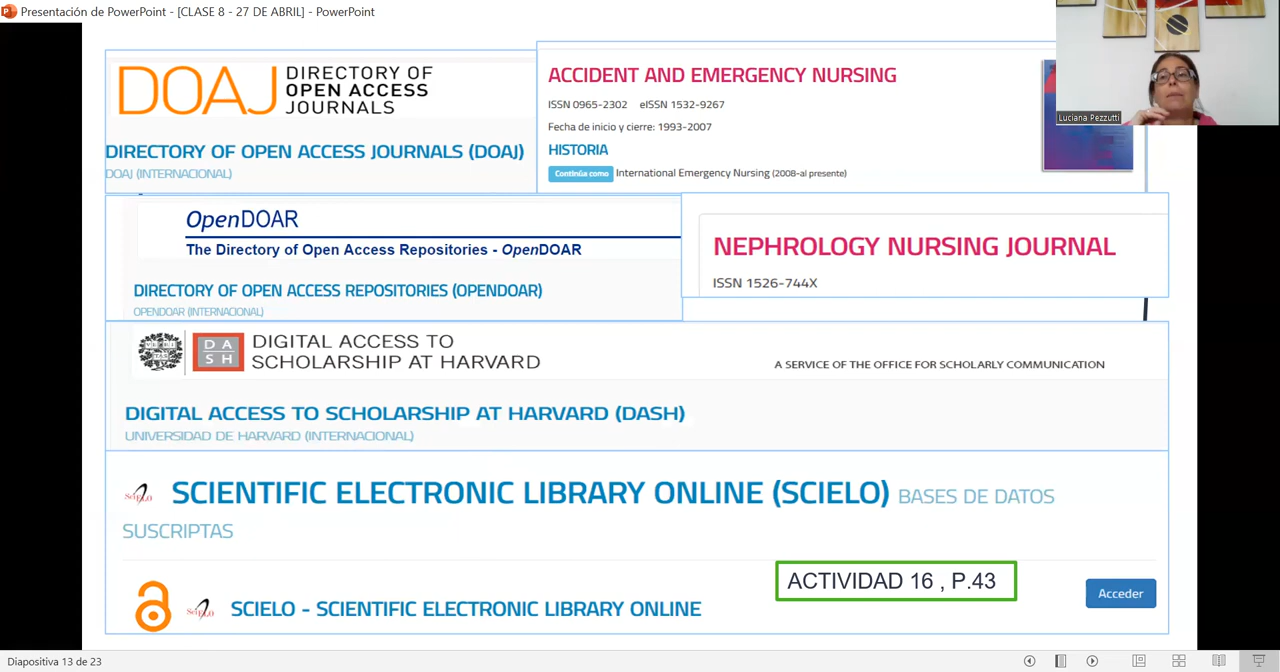 Presentación de PowerPoint - [CLASE 8 - 27 DE ABRIL] - PowerPoint
Luciana Pezzutti
DOAJ
DIRECTORY OF
OPEN ACCESS
JOURNALS
DIRECTORY OF OPEN ACCESS JOURNALS (DOAJ)
DOAJ (INTERNACIONAL)
ACCIDENT AND EMERGENCY NURSING
ISSN 0965-2302 eISSN 1532-9267
Fecha de inicio y cierre: 1993-2007
HISTORIA
Continúa como International Emergency Nursing (2008-al presente)
OpenDOAR
The Directory of Open Access Repositories - OpenDOAR
DIRECTORY OF OPEN ACCESS REPOSITORIES (OPENDOAR)
OPENDOAR (INTERNACIONAL)
NEPHROLOGY NURSING JOURNAL
ISSN 1526-744X
VE RI
TAS
D A
S H
DIGITAL ACCESS TO
SCHOLARSHIP AT HARVARD
A SERVICE OF THE OFFICE FOR SCHOLARLY COMMUNICATION
DIGITAL ACCESS TO SCHOLARSHIP AT HARVARD (DASH)
UNIVERSIDAD DE HARVARD (INTERNACIONAL)
SciELO SCIENTIFIC ELECTRONIC LIBRARY ONLINE (SCIELO) BASES DE DATOS
SUSCRIPTAS
ACTIVIDAD 16 , P.43
Acceder
SciELO SCIELO - SCIENTIFIC ELECTRONIC LIBRARY ONLINE
Diapositiva 13 de 23